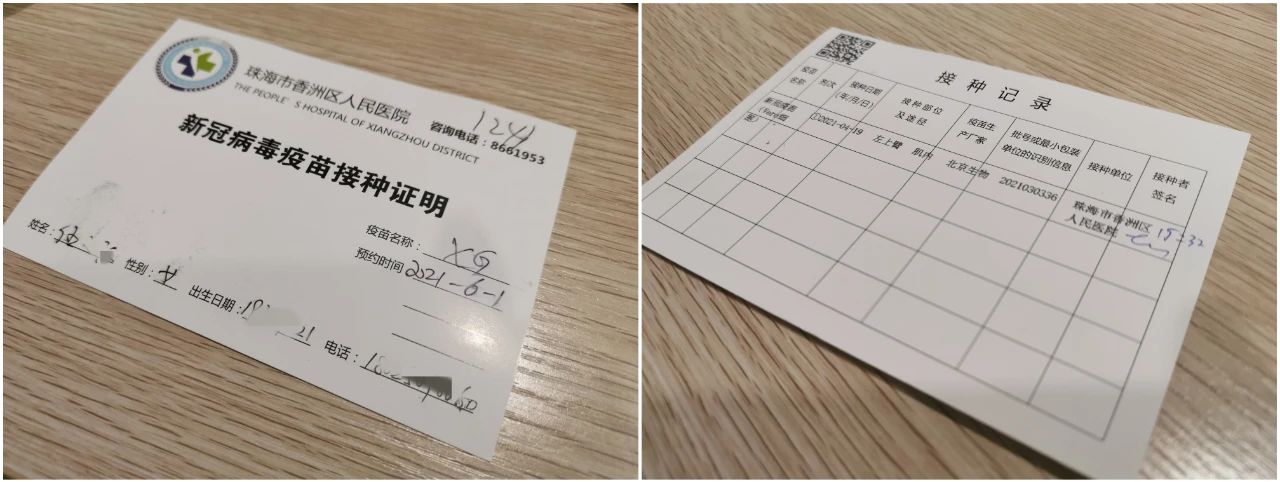 珠海市香洲区人民医院
THE PEOPLE'S HOSPITAL OF XIANGZHOU DISTRICT
1241
咨询电话：8661953
新冠病毒疫苗接种证明
疫苗名称： XG
预约时间 2021-6-1
姓名：
性别： 女
出生日期： 21
电话：
接种记录
疫苗名称
剂次
接种日期(年/月/日)
接种部位及途径
疫苗生产厂家
批号或最小包装单位的识别信息
接种单位
接种者签名
新冠疫苗(Vero细胞)
①2021-04-19
左上臂 肌内
北京生物
2021030336
珠海市香洲区人民医院
19:32